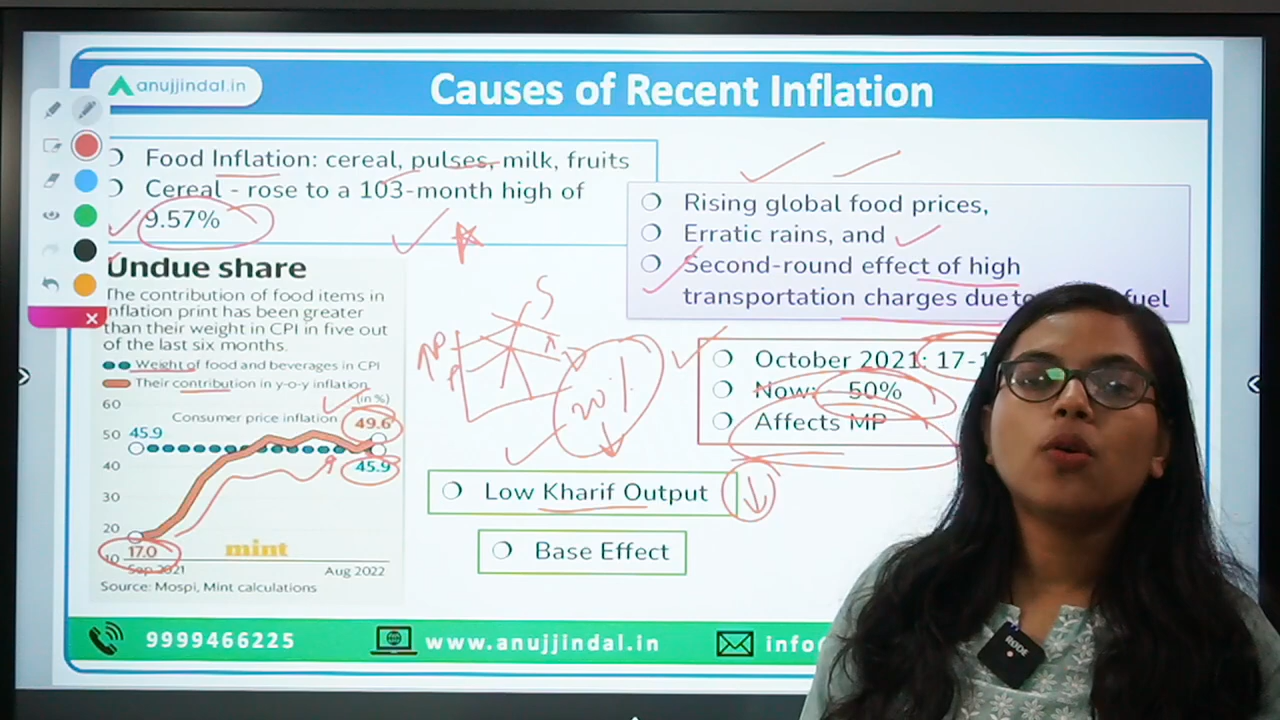 anujjindal.in
Causes of Recent Inflation
Food Inflation: cereal, pulses, milk, fruits
Cereal - rose to a 103-month high of
9.57%
Rising global food prices,
Erratic rains, and
Second-round effect of high
transportation charges due to fuel
Undue share
The contribution of food items in
inflation print has been greater
than their weight in CPI in five out
of the last six months.
Weight of food and beverages in CPI
Their contribution in y-o-y inflation
(in %)
60
Consumer price inflation
49.6
50
45.9
40
45.9
30
20
17.0
10
mint
Sep 2021
Aug 2022
Source: Mospi, Mint calculations
S
P
20%
October 2021: 17-
Now: 50%
Affects MP
Low Kharif Output
Base Effect
9999466225
www.anujjindal.in
info
RODE